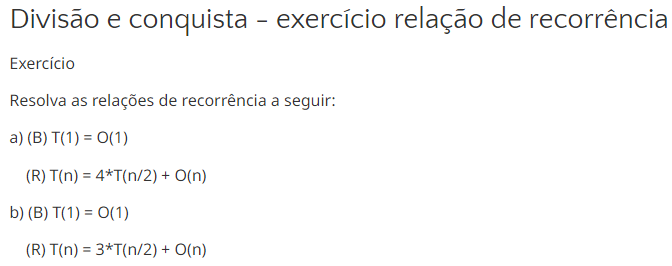 Divisão e conquista - exercício relação de recorrência
Exercício
Resolva as relações de recorrência a seguir:
a) (B) T(1) = O(1)
(R) T(n) = 4*T(n/2) + O(n)
b) (B) T(1) = O(1)
(R) T(n) = 3*T(n/2) + O(n)